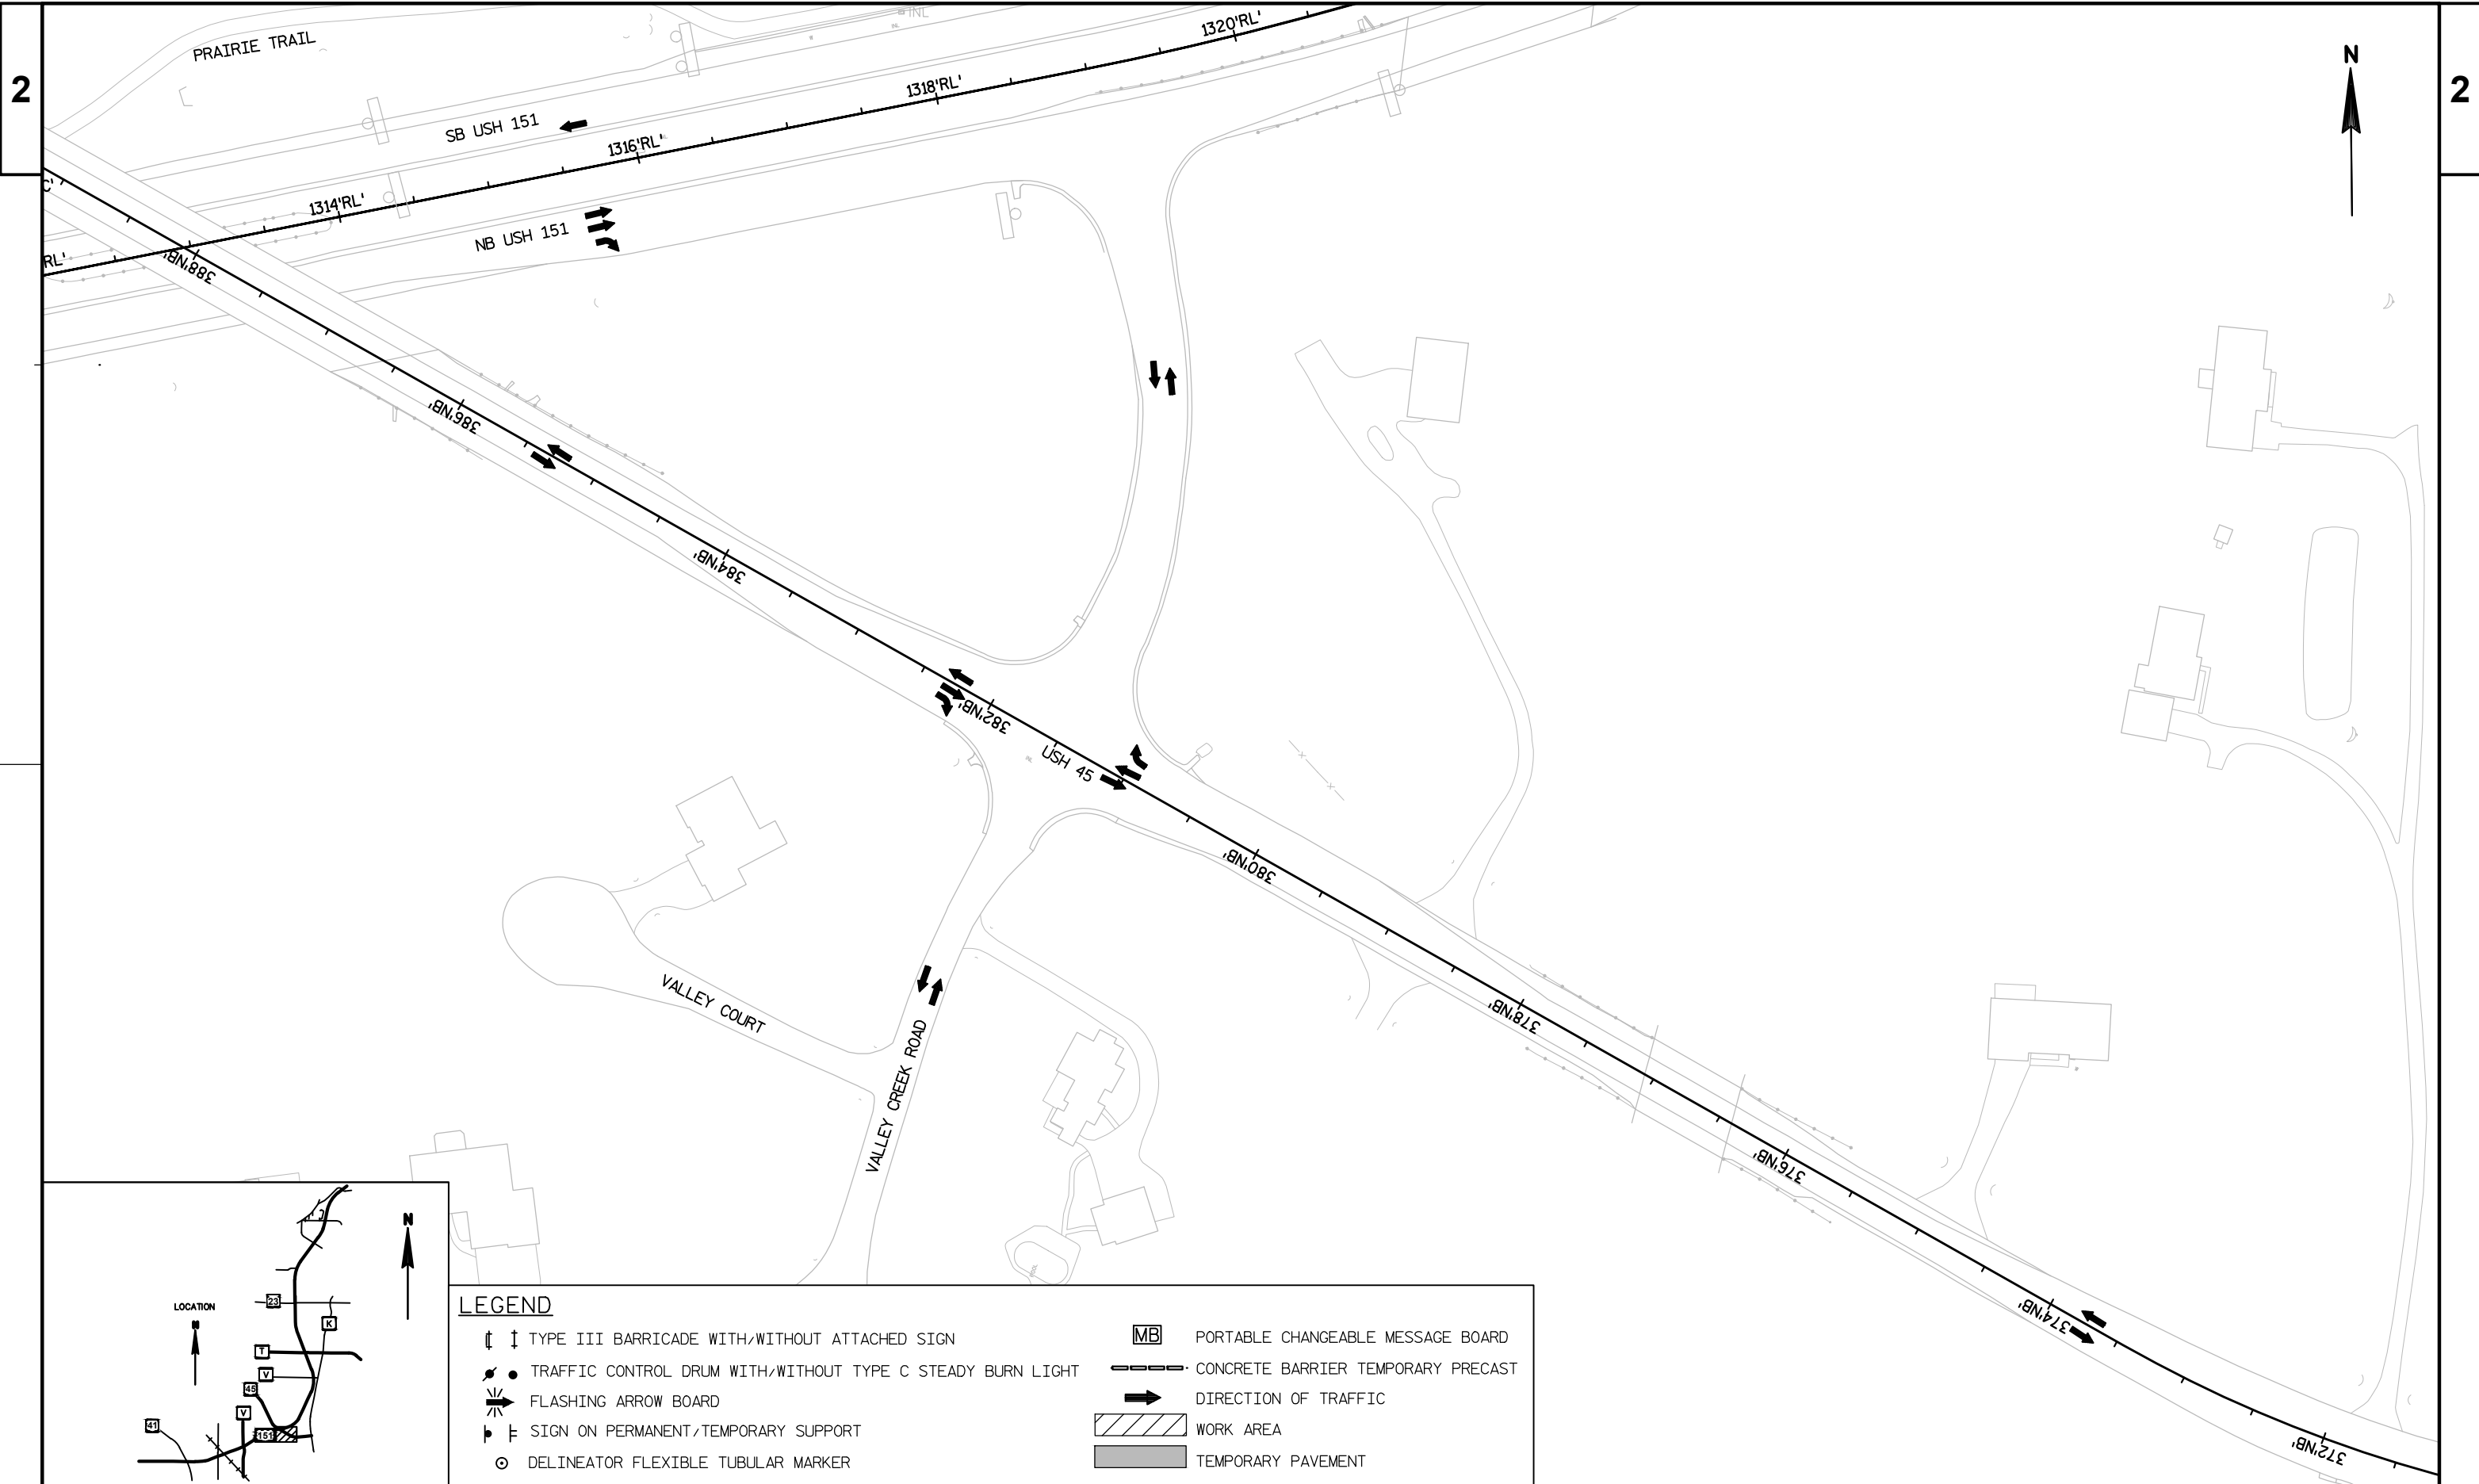 2
2
PRAIRIE TRAIL
INL
1320'RL'
N
1318'RL'
SB USH 151
1316'RL'
C'
1314'RL'
NB USH 151
RL'
388'NB'
386'NB'
384'NB'
382'NB'
USH 45
380'NB'
VALLEY COURT
378'NB'
VALLEY CREEK ROAD
376'NB'
374'NB'
372'NB'
N
LOCATION
N
23
K
T
V
45
V
41
151
LEGEND
TYPE III BARRICADE WITH/WITHOUT ATTACHED SIGN
TRAFFIC CONTROL DRUM WITH/WITHOUT TYPE C STEADY BURN LIGHT
FLASHING ARROW BOARD
SIGN ON PERMANENT/TEMPORARY SUPPORT
DELINEATOR FLEXIBLE TUBULAR MARKER
MB PORTABLE CHANGEABLE MESSAGE BOARD
CONCRETE BARRIER TEMPORARY PRECAST
DIRECTION OF TRAFFIC
WORK AREA
TEMPORARY PAVEMENT